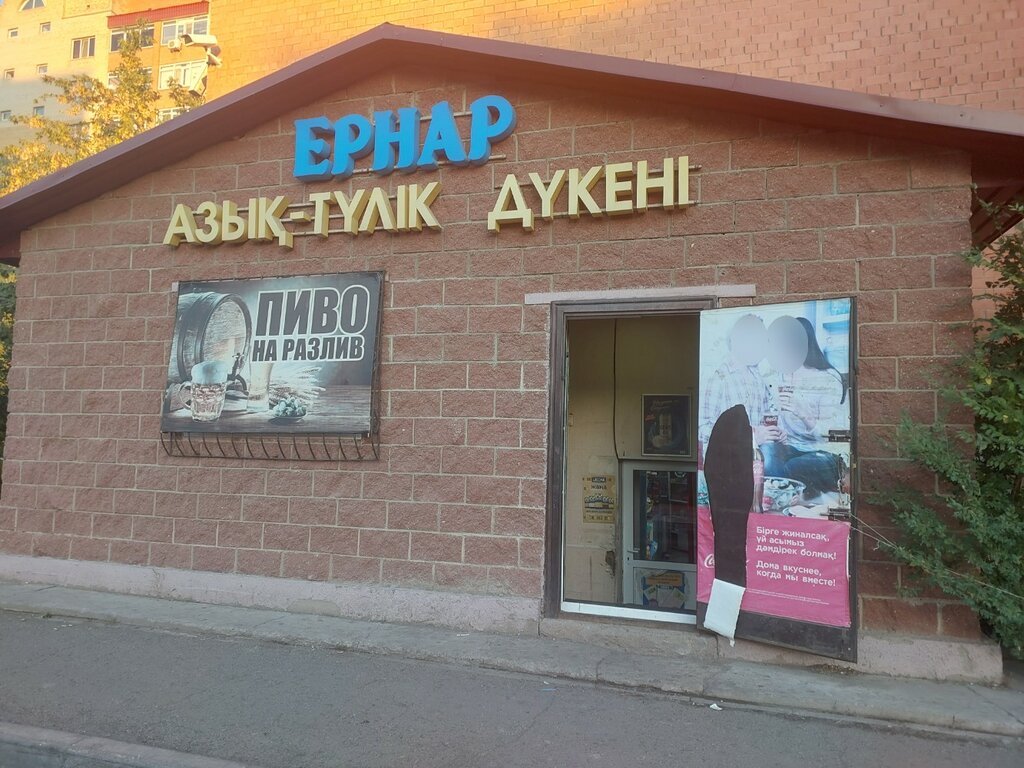 ЕРНАР
АЗЫҚ-ТҮЛІК ДҮКЕНІ
ПИВО
НА РАЗЛИВ
Бірге жиналсақ,
үй асымыз
дәмдірек болмақ!
Дома вкуснее,
когда мы вместе!